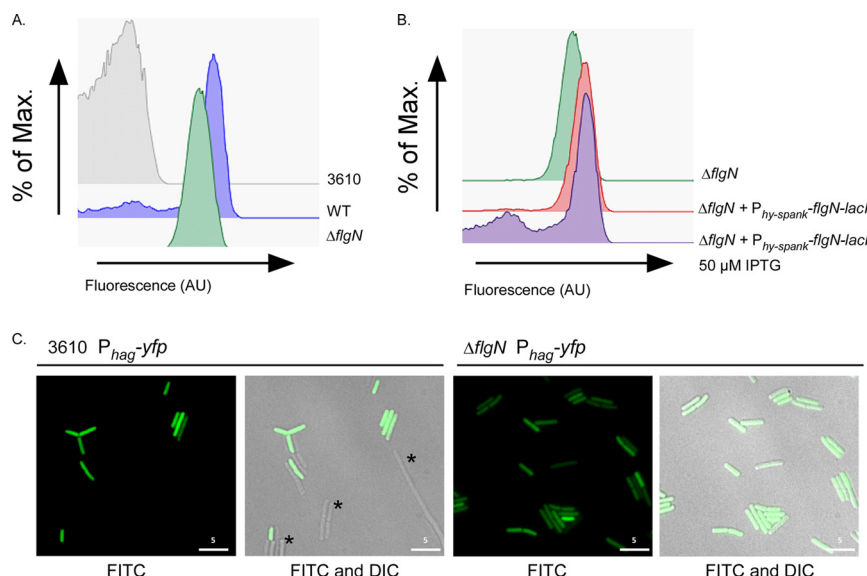 A.
% of Max.
3610
WT
ΔflgN
Fluorescence (AU)
B.
% of Max.
ΔflgN
ΔflgN + Phy-spank-flgN-lacI
ΔflgN + Phy-spank-flgN-lacI
50 µM IPTG
Fluorescence (AU)
C.
3610 Phag-yfp
ΔflgN Phag-yfp
*
*
*
5
5
5
5
FITC
FITC and DIC
FITC
FITC and DIC